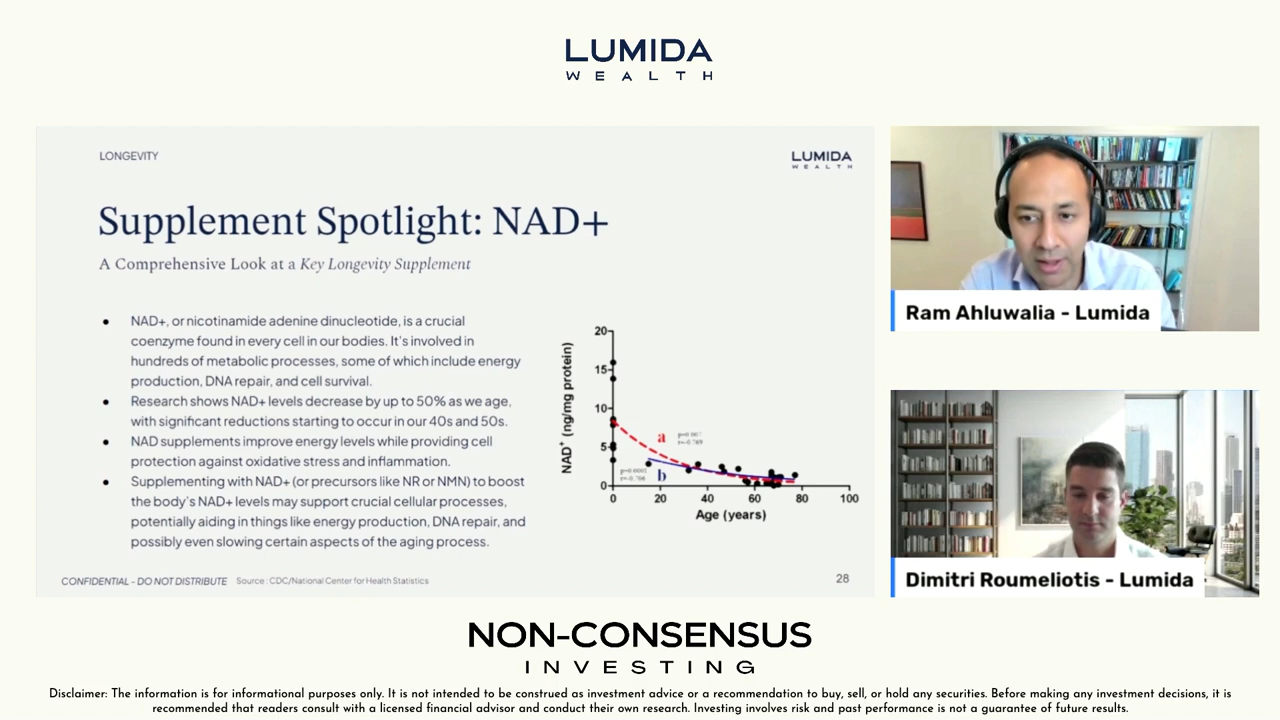 LUMIDA
WEALTH
LONGEVITY
LUMIDA
WEALTH
Supplement Spotlight: NAD+
A Comprehensive Look at a Key Longevity Supplement
● NAD+, or nicotinamide adenine dinucleotide, is a crucial
coenzyme found in every cell in our bodies. It's involved in
hundreds of metabolic processes, some of which include energy
production, DNA repair, and cell survival.
● Research shows NAD+ levels decrease by up to 50% as we age,
with significant reductions starting to occur in our 40s and 50s.
● NAD supplements improve energy levels while providing cell
protection against oxidative stress and inflammation.
● Supplementing with NAD+ (or precursors like NR or NMN) to boost
the body's NAD+ levels may support crucial cellular processes,
potentially aiding in things like energy production, DNA repair, and
possibly even slowing certain aspects of the aging process.
NAD+ (ng/mg protein)
20
15
10
5
0
a
b
0 20 40 60 80 100
Age (years)
CONFIDENTIAL - DO NOT DISTRIBUTE Source : CDC/National Center for Health Statistics
28
Ram Ahluwalia - Lumida
Dimitri Roumeliotis - Lumida
NON-CONSENSUS
INVESTING
Disclaimer: The information is for informational purposes only. It is not intended to be construed as investment advice or a recommendation to buy, sell, or hold any securities. Before making any investment decisions, it is
recommended that readers consult with a licensed financial advisor and conduct their own research. Investing involves risk and past performance is not a guarantee of future results.